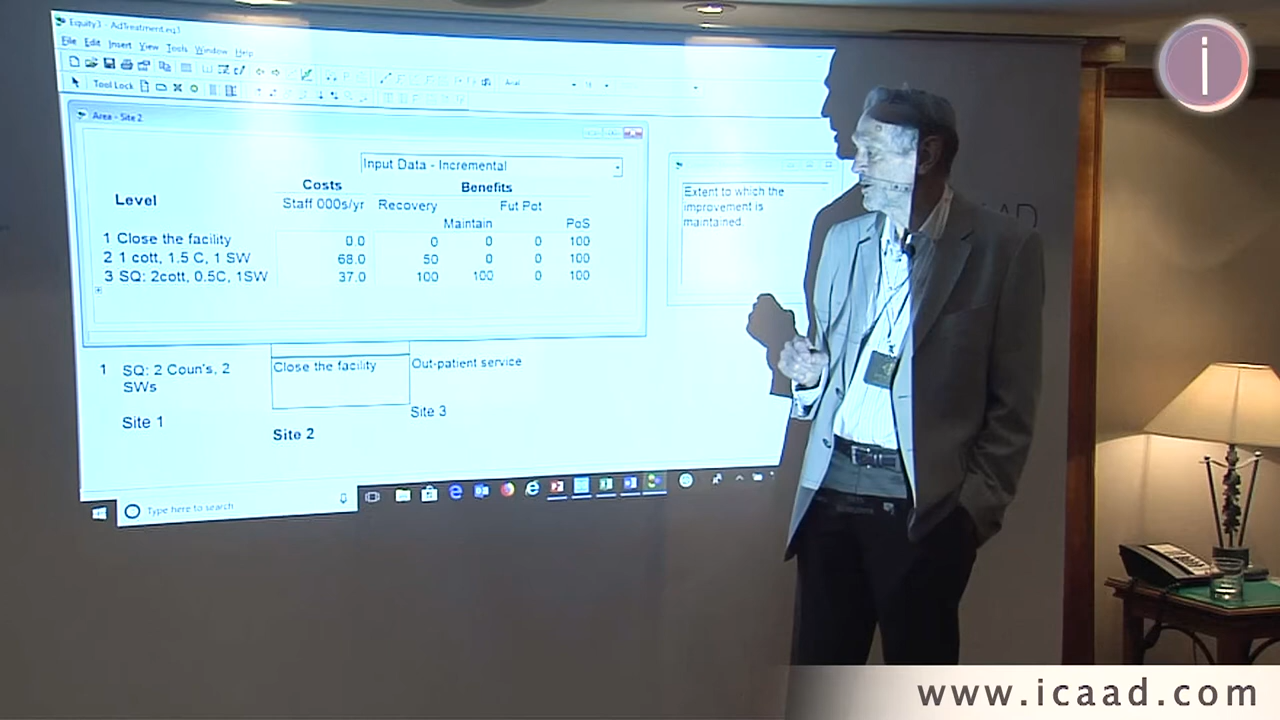 Equity3 - AdTreatment.eq3
File Edit Insert View Tools Window Help
Tool Lock
Arial
Area - Site 2
Input Data - Incremental
Costs Benefits
Level Staff 000s/yr Recovery Fut Pot
Maintain PoS
1 Close the facility 0.0 0 0 0 100
2 1 cott, 1.5 C, 1 SW 68.0 50 0 0 100
3 SQ: 2cott, 0.5C, 1SW 37.0 100 100 0 100
Extent to which the
improvement is
maintained.
1 SQ: 2 Coun's, 2 SWs
Close the facility
Out-patient service
Site 1
Site 2
Site 3
Type here to search
AAD
i
www.icaad.com